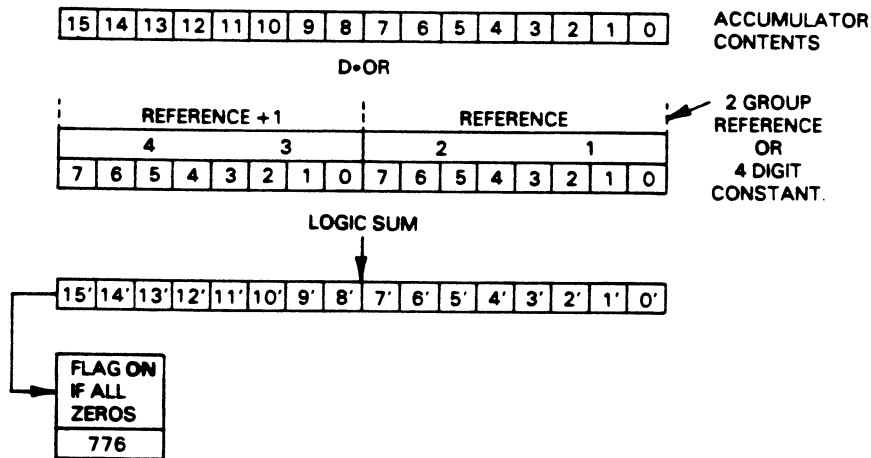 15 14 13 12 11 10 9 8 7 6 5 4 3 2 1 0
ACCUMULATOR
CONTENTS
D•OR
REFERENCE +1 REFERENCE
4 3 2 1
7 6 5 4 3 2 1 0 7 6 5 4 3 2 1 0
2 GROUP
REFERENCE
OR
4 DIGIT
CONSTANT.
LOGIC SUM
15' 14' 13' 12' 11' 10' 9' 8' 7' 6' 5' 4' 3' 2' 1' 0'
FLAG ON
IF ALL
ZEROS
776